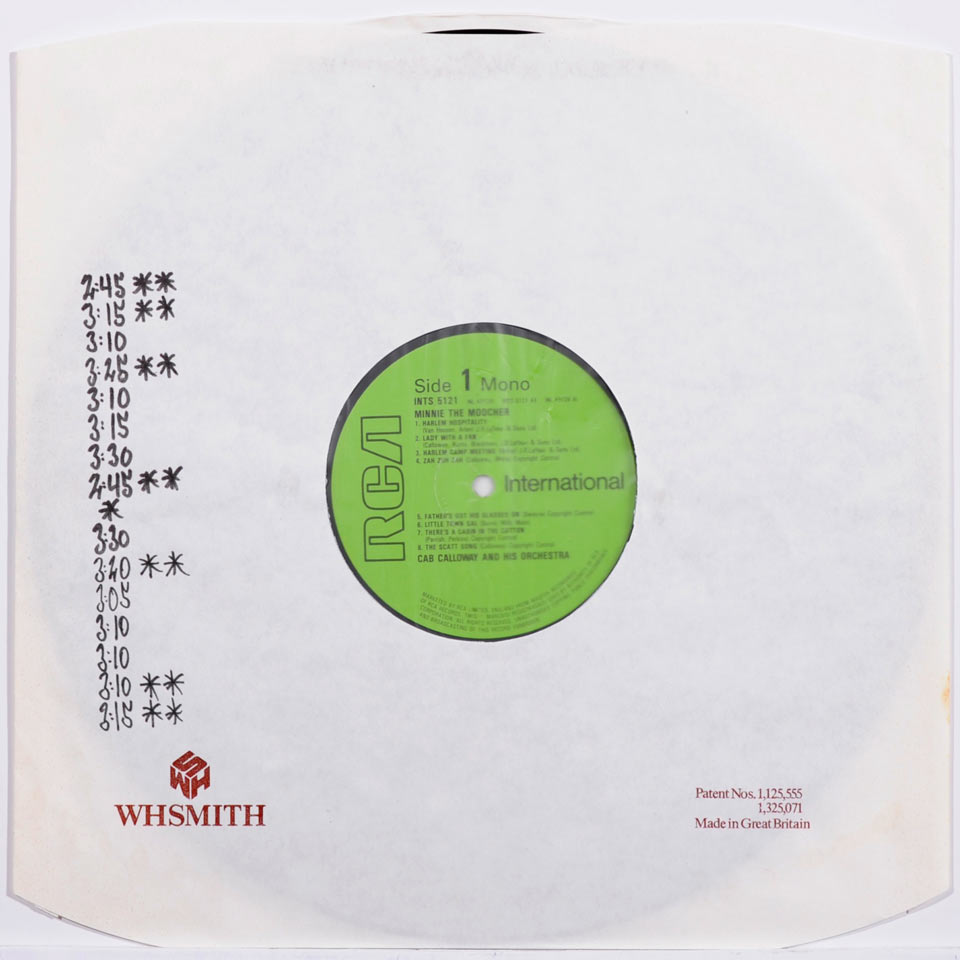 2:45 **
3:15 **
3:10
3:25 **
3:10
3:15
3:30
2:45 **
*
3:30
3:20 **
3:05
3:10
3:10
3:10 **
3:15 **
WHSMITH
RCA
Side 1 Mono
INTS 5121
MINNIE THE MOOCHER
1. HARLEM HOSPITALITY
2. LADY WITH A FAN
3. HARLEM CAMP MEETING
4. ZAH ZUH ZAH
International
5. FATHER'S GOT HIS GLASSES ON
6. LITTLE TOWN GAL
7. THERE'S A CABIN IN THE COTTON
8. THE SCATT SONG
CAB CALLOWAY AND HIS ORCHESTRA
Patent Nos. 1,125,555
1,325,071
Made in Great Britain